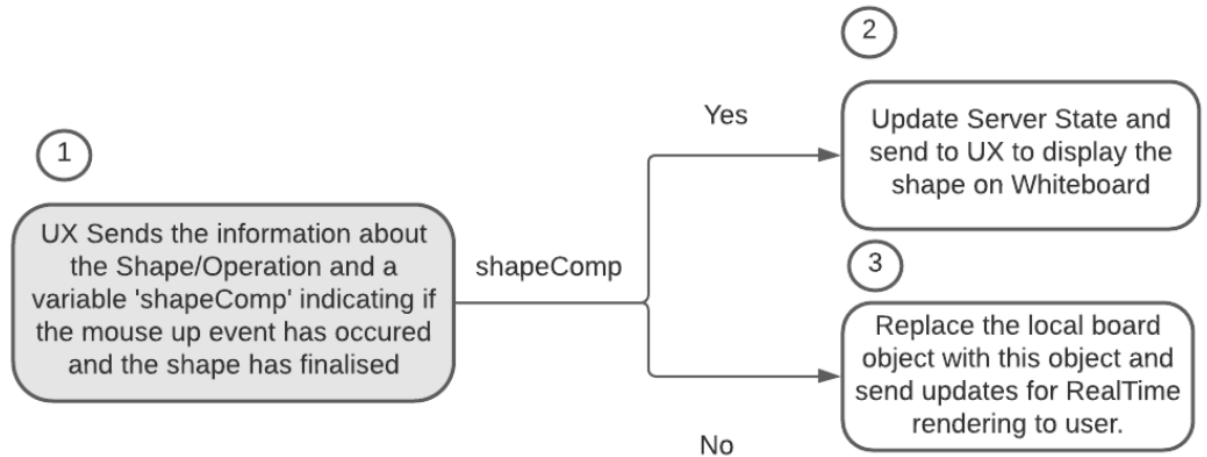 1
UX Sends the information about
the Shape/Operation and a
variable 'shapeComp' indicating if
the mouse up event has occured
and the shape has finalised
shapeComp
Yes
2
Update Server State and
send to UX to display the
shape on Whiteboard
No
3
Replace the local board
object with this object and
send updates for RealTime
rendering to user.